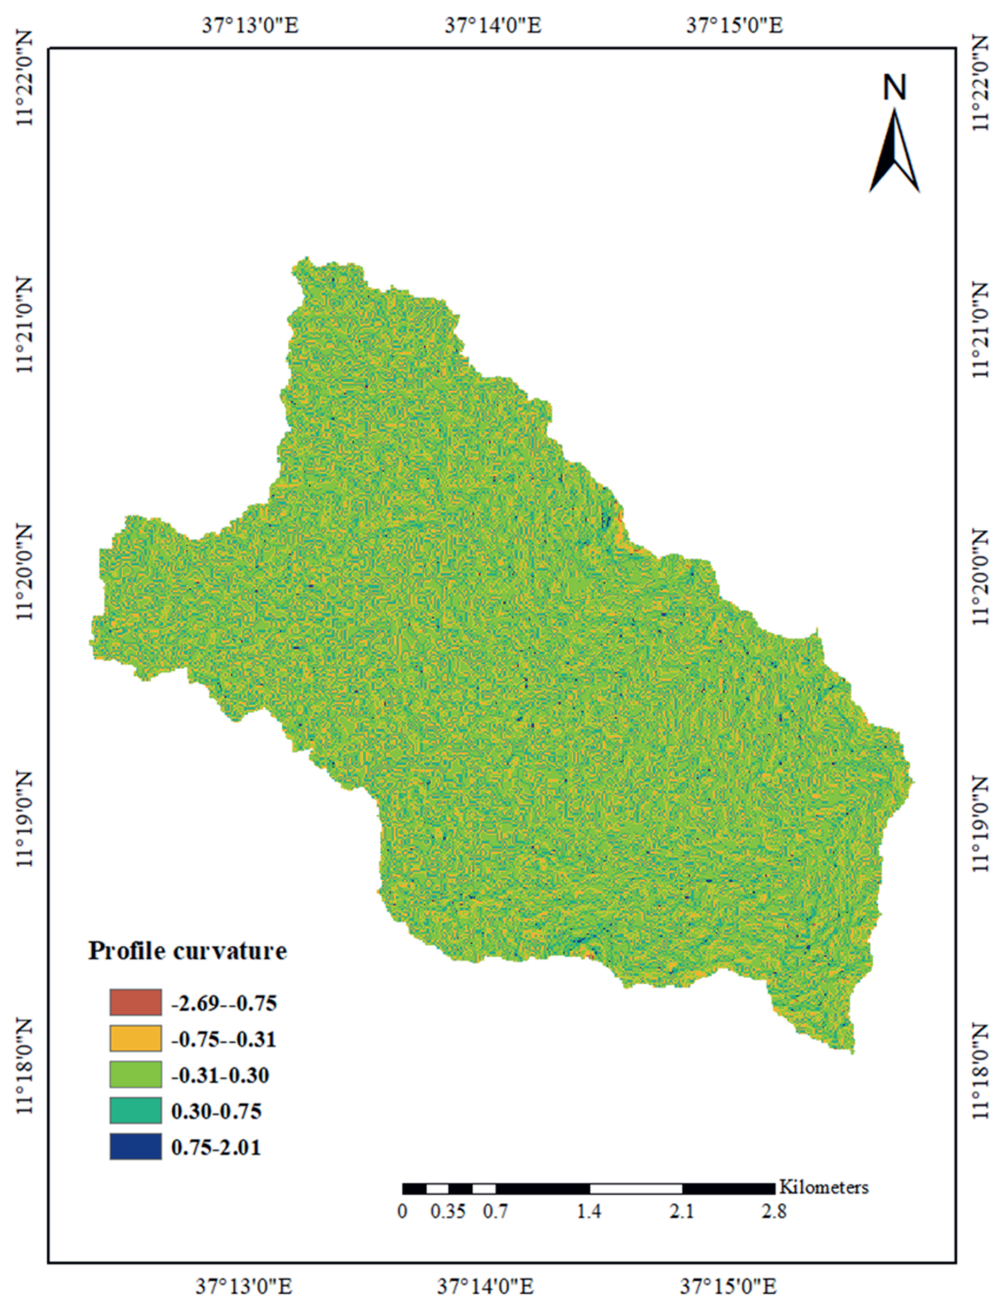 37°13'0"E 37°14'0"E 37°15'0"E
11°22'0"N
11°22'0"N
N
11°21'0"N
11°21'0"N
11°20'0"N
11°20'0"N
11°19'0"N
11°19'0"N
11°18'0"N
11°18'0"N
Profile curvature
-2.69--0.75
-0.75--0.31
-0.31-0.30
0.30-0.75
0.75-2.01
Kilometers
0 0.35 0.7 1.4 2.1 2.8
37°13'0"E 37°14'0"E 37°15'0"E